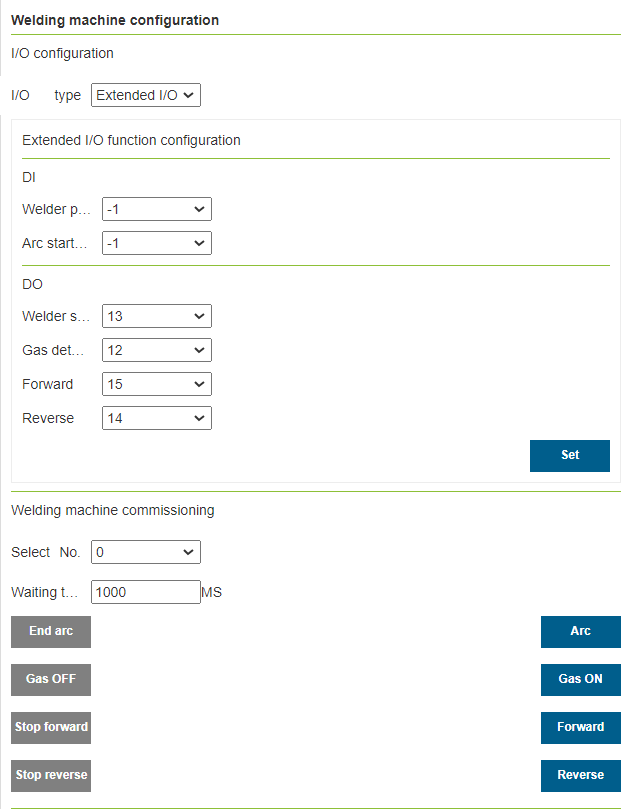 Welding machine configuration
I/O configuration
I/O type Extended I/O
Extended I/O function configuration
DI
Welder p... -1
Arc start... -1
DO
Welder s... 13
Gas det... 12
Forward 15
Reverse 14
Set
Welding machine commissioning
Select No. 0
Waiting t... 1000 MS
End arc Arc
Gas OFF Gas ON
Stop forward Forward
Stop reverse Reverse